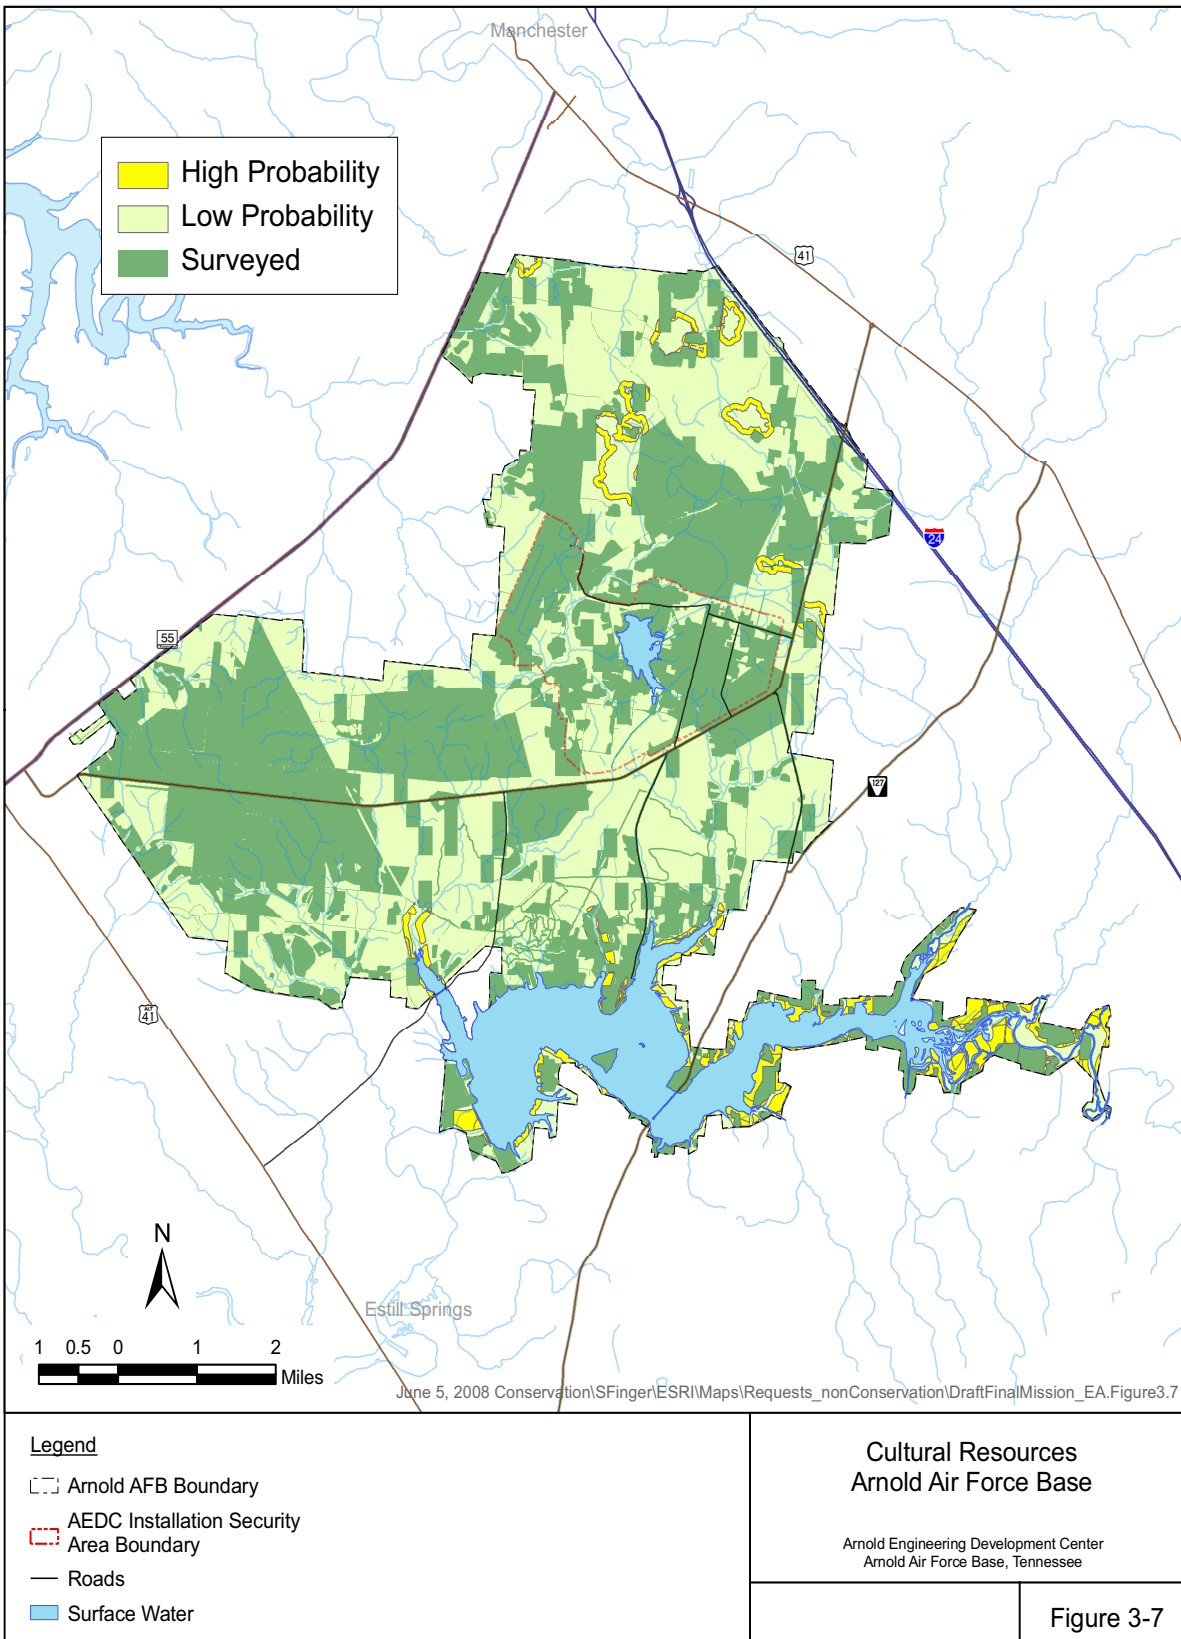 Manchester
High Probability
Low Probability
Surveyed
41
24
55
127
ALT
41
N
Estill Springs
1 0.5 0 1 2
Miles
June 5, 2008 Conservation\SFinger\ESRI\Maps\Requests_nonConservation\DraftFinalMission_EA.Figure3.7
Legend
Arnold AFB Boundary
AEDC Installation Security
Area Boundary
Roads
Surface Water
Cultural Resources
Arnold Air Force Base
Arnold Engineering Development Center
Arnold Air Force Base, Tennessee
Figure 3-7